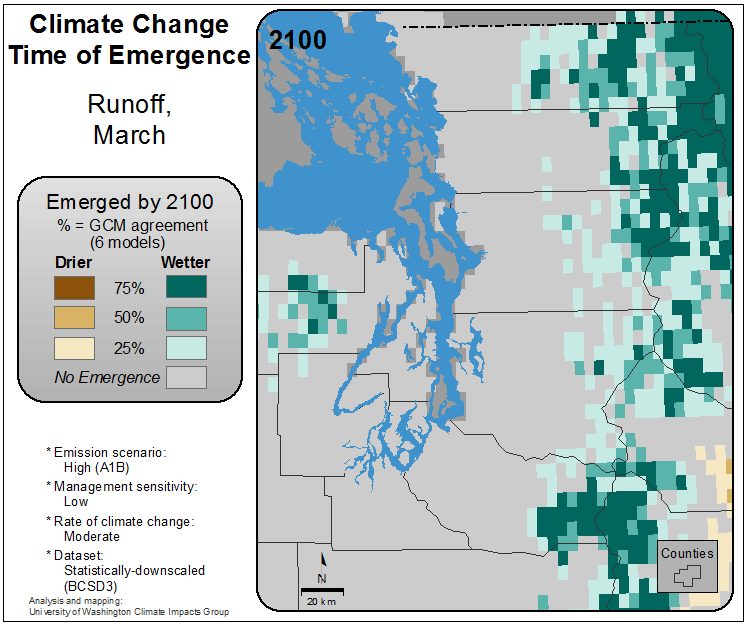 Climate Change
Time of Emergence
Runoff,
March
Emerged by 2100
% = GCM agreement
(6 models)
Drier Wetter
75%
50%
25%
No Emergence
* Emission scenario:
High (A1B)
* Management sensitivity:
Low
* Rate of climate change:
Moderate
* Dataset:
Statistically-downscaled
(BCSD3)
Analysis and mapping:
University of Washington Climate Impacts Group
2100
N
20 km
Counties